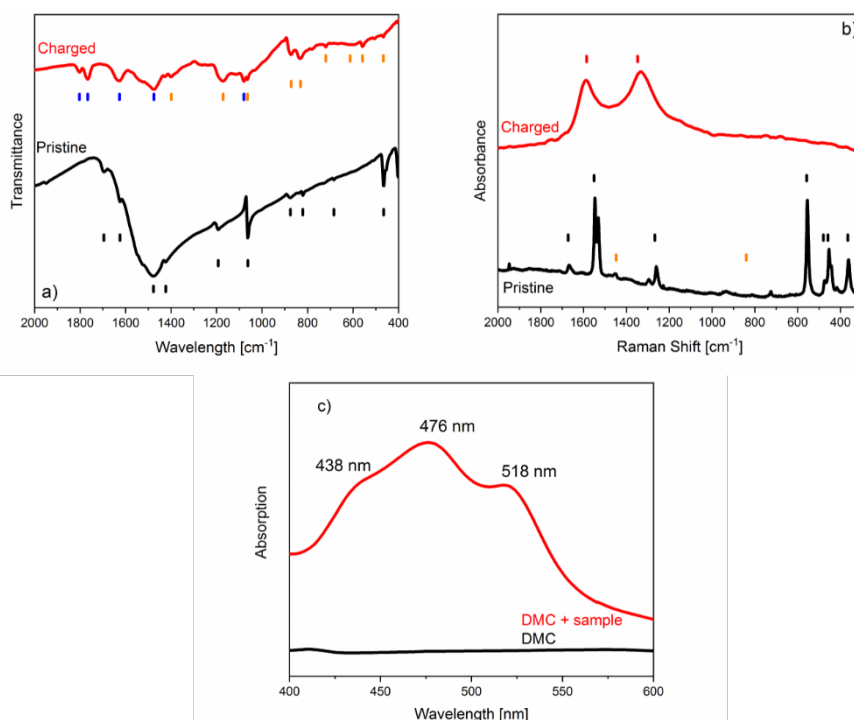 Charged
Pristine
Transmittance
a)
2000 1800 1600 1400 1200 1000 800 600 400
Wavelength [cm⁻¹]
b)
Charged
Absorbance
Pristine
2000 1800 1600 1400 1200 1000 800 600 400
Raman Shift [cm⁻¹]
c)
476 nm
438 nm
518 nm
Absorption
DMC + sample
DMC
400 450 500 550 600
Wavelength [nm]